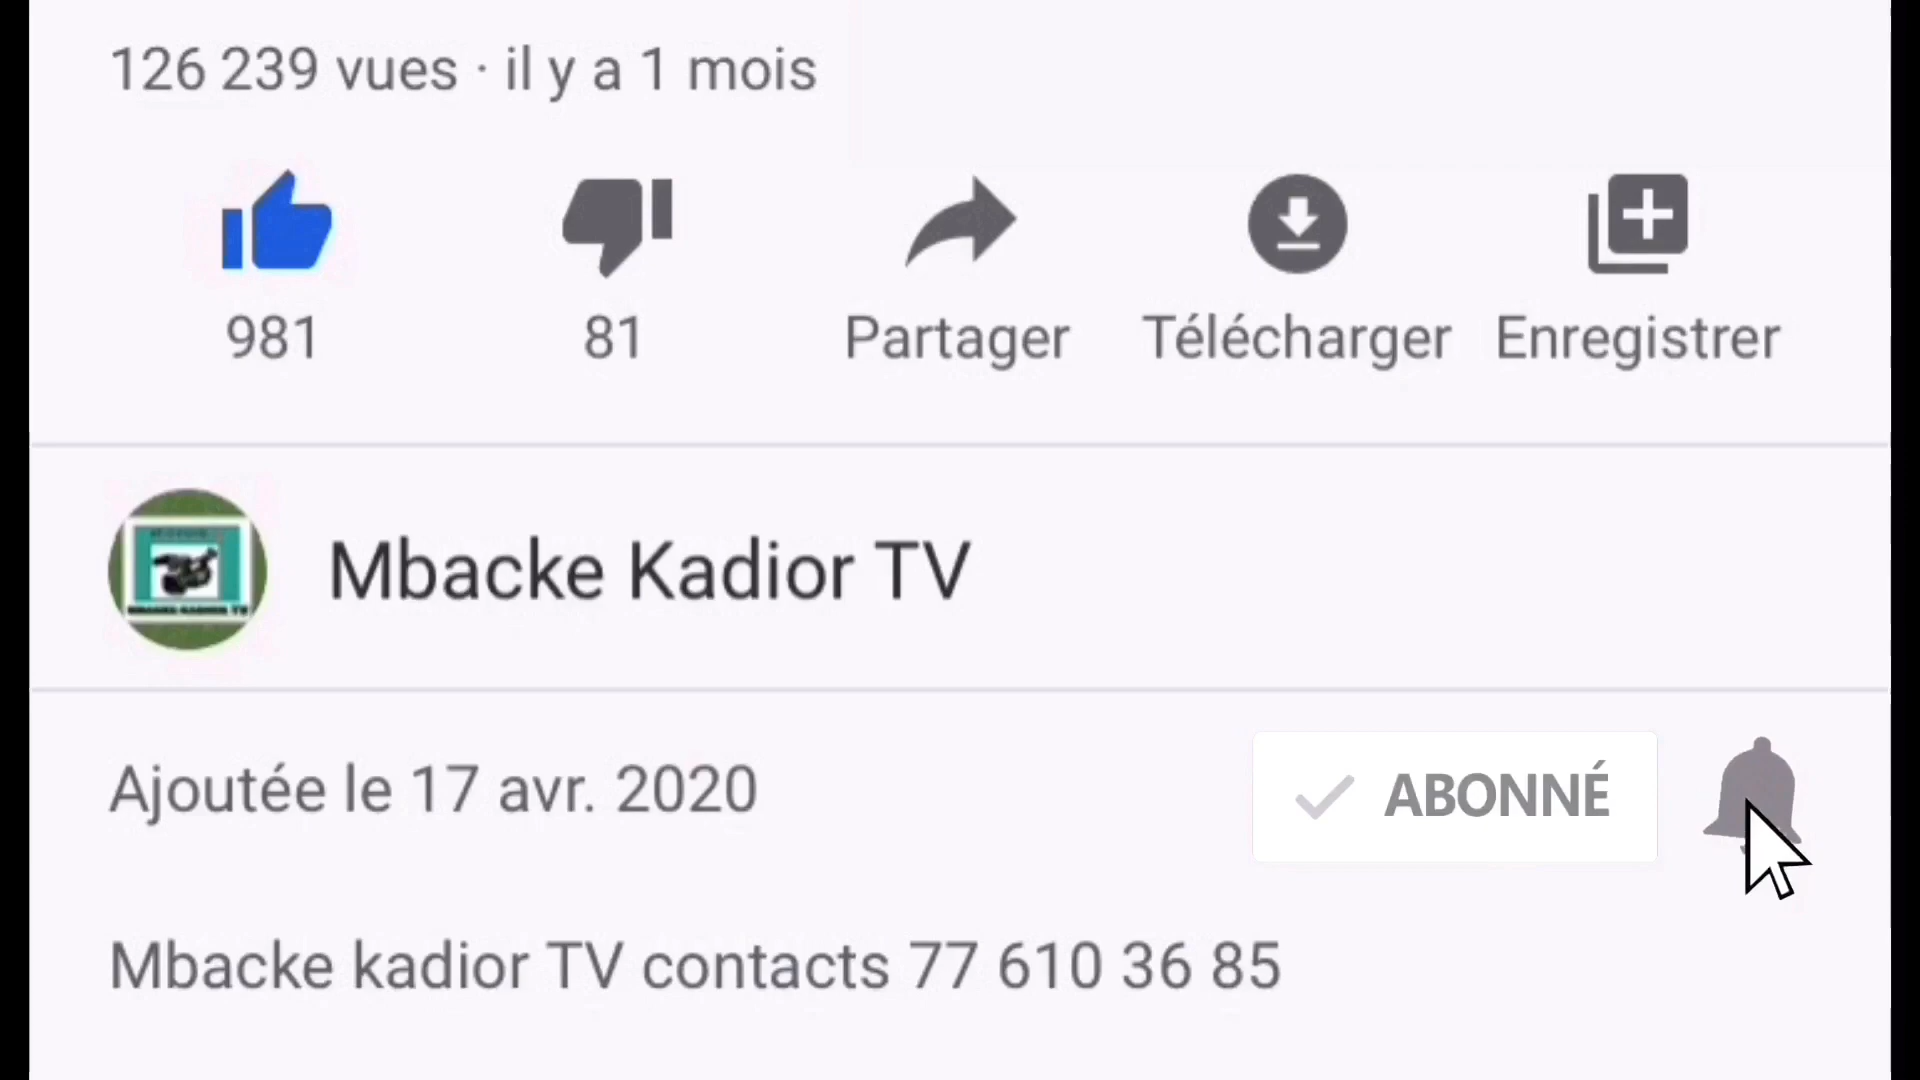 126 239 vues · il y a 1 mois
981
81
Partager
Télécharger
Enregistrer
Mbacke Kadior TV
Ajoutée le 17 avr. 2020
ABONNÉ
Mbacke kadior TV contacts 77 610 36 85